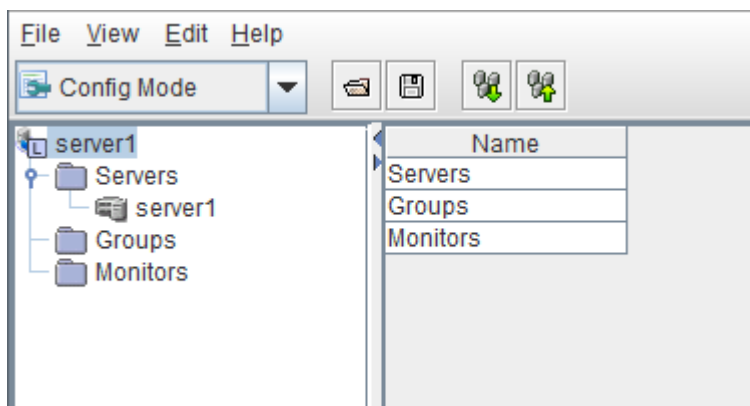 File View Edit Help
Config Mode
L server1
Servers
server1
Groups
Monitors
Name
Servers
Groups
Monitors